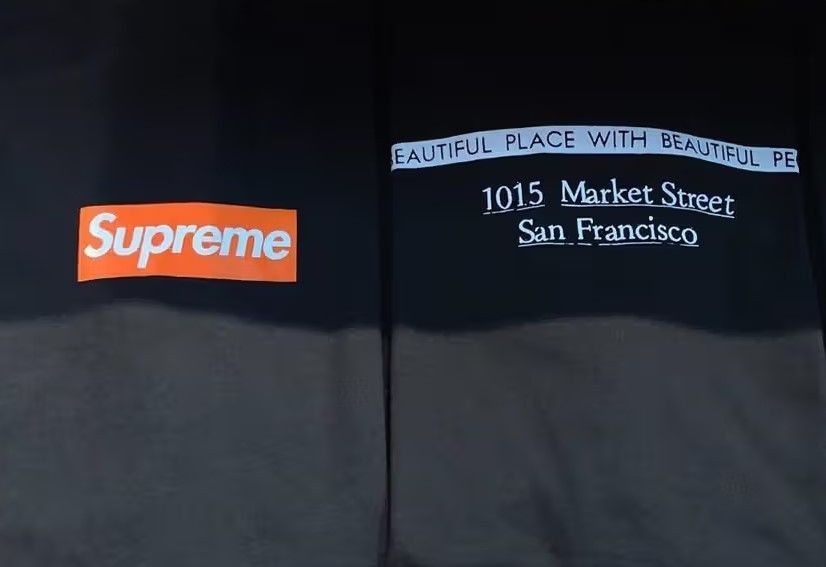 Supreme
EAUTIFUL PLACE WITH BEAUTIFUL PE
1015 Market Street
San Francisco